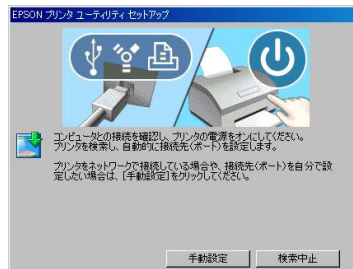 EPSON プリンタ ユーティリティ セットアップ
コンピュータとの接続を確認し、プリンタの電源をオンにしてください。
プリンタを検索し、自動的に接続先(ポート)を設定します。
プリンタをネットワークで接続している場合や、接続先(ポート)を自分で設
定したい場合は、[手動設定]をクリックしてください。
手動設定
検索中止